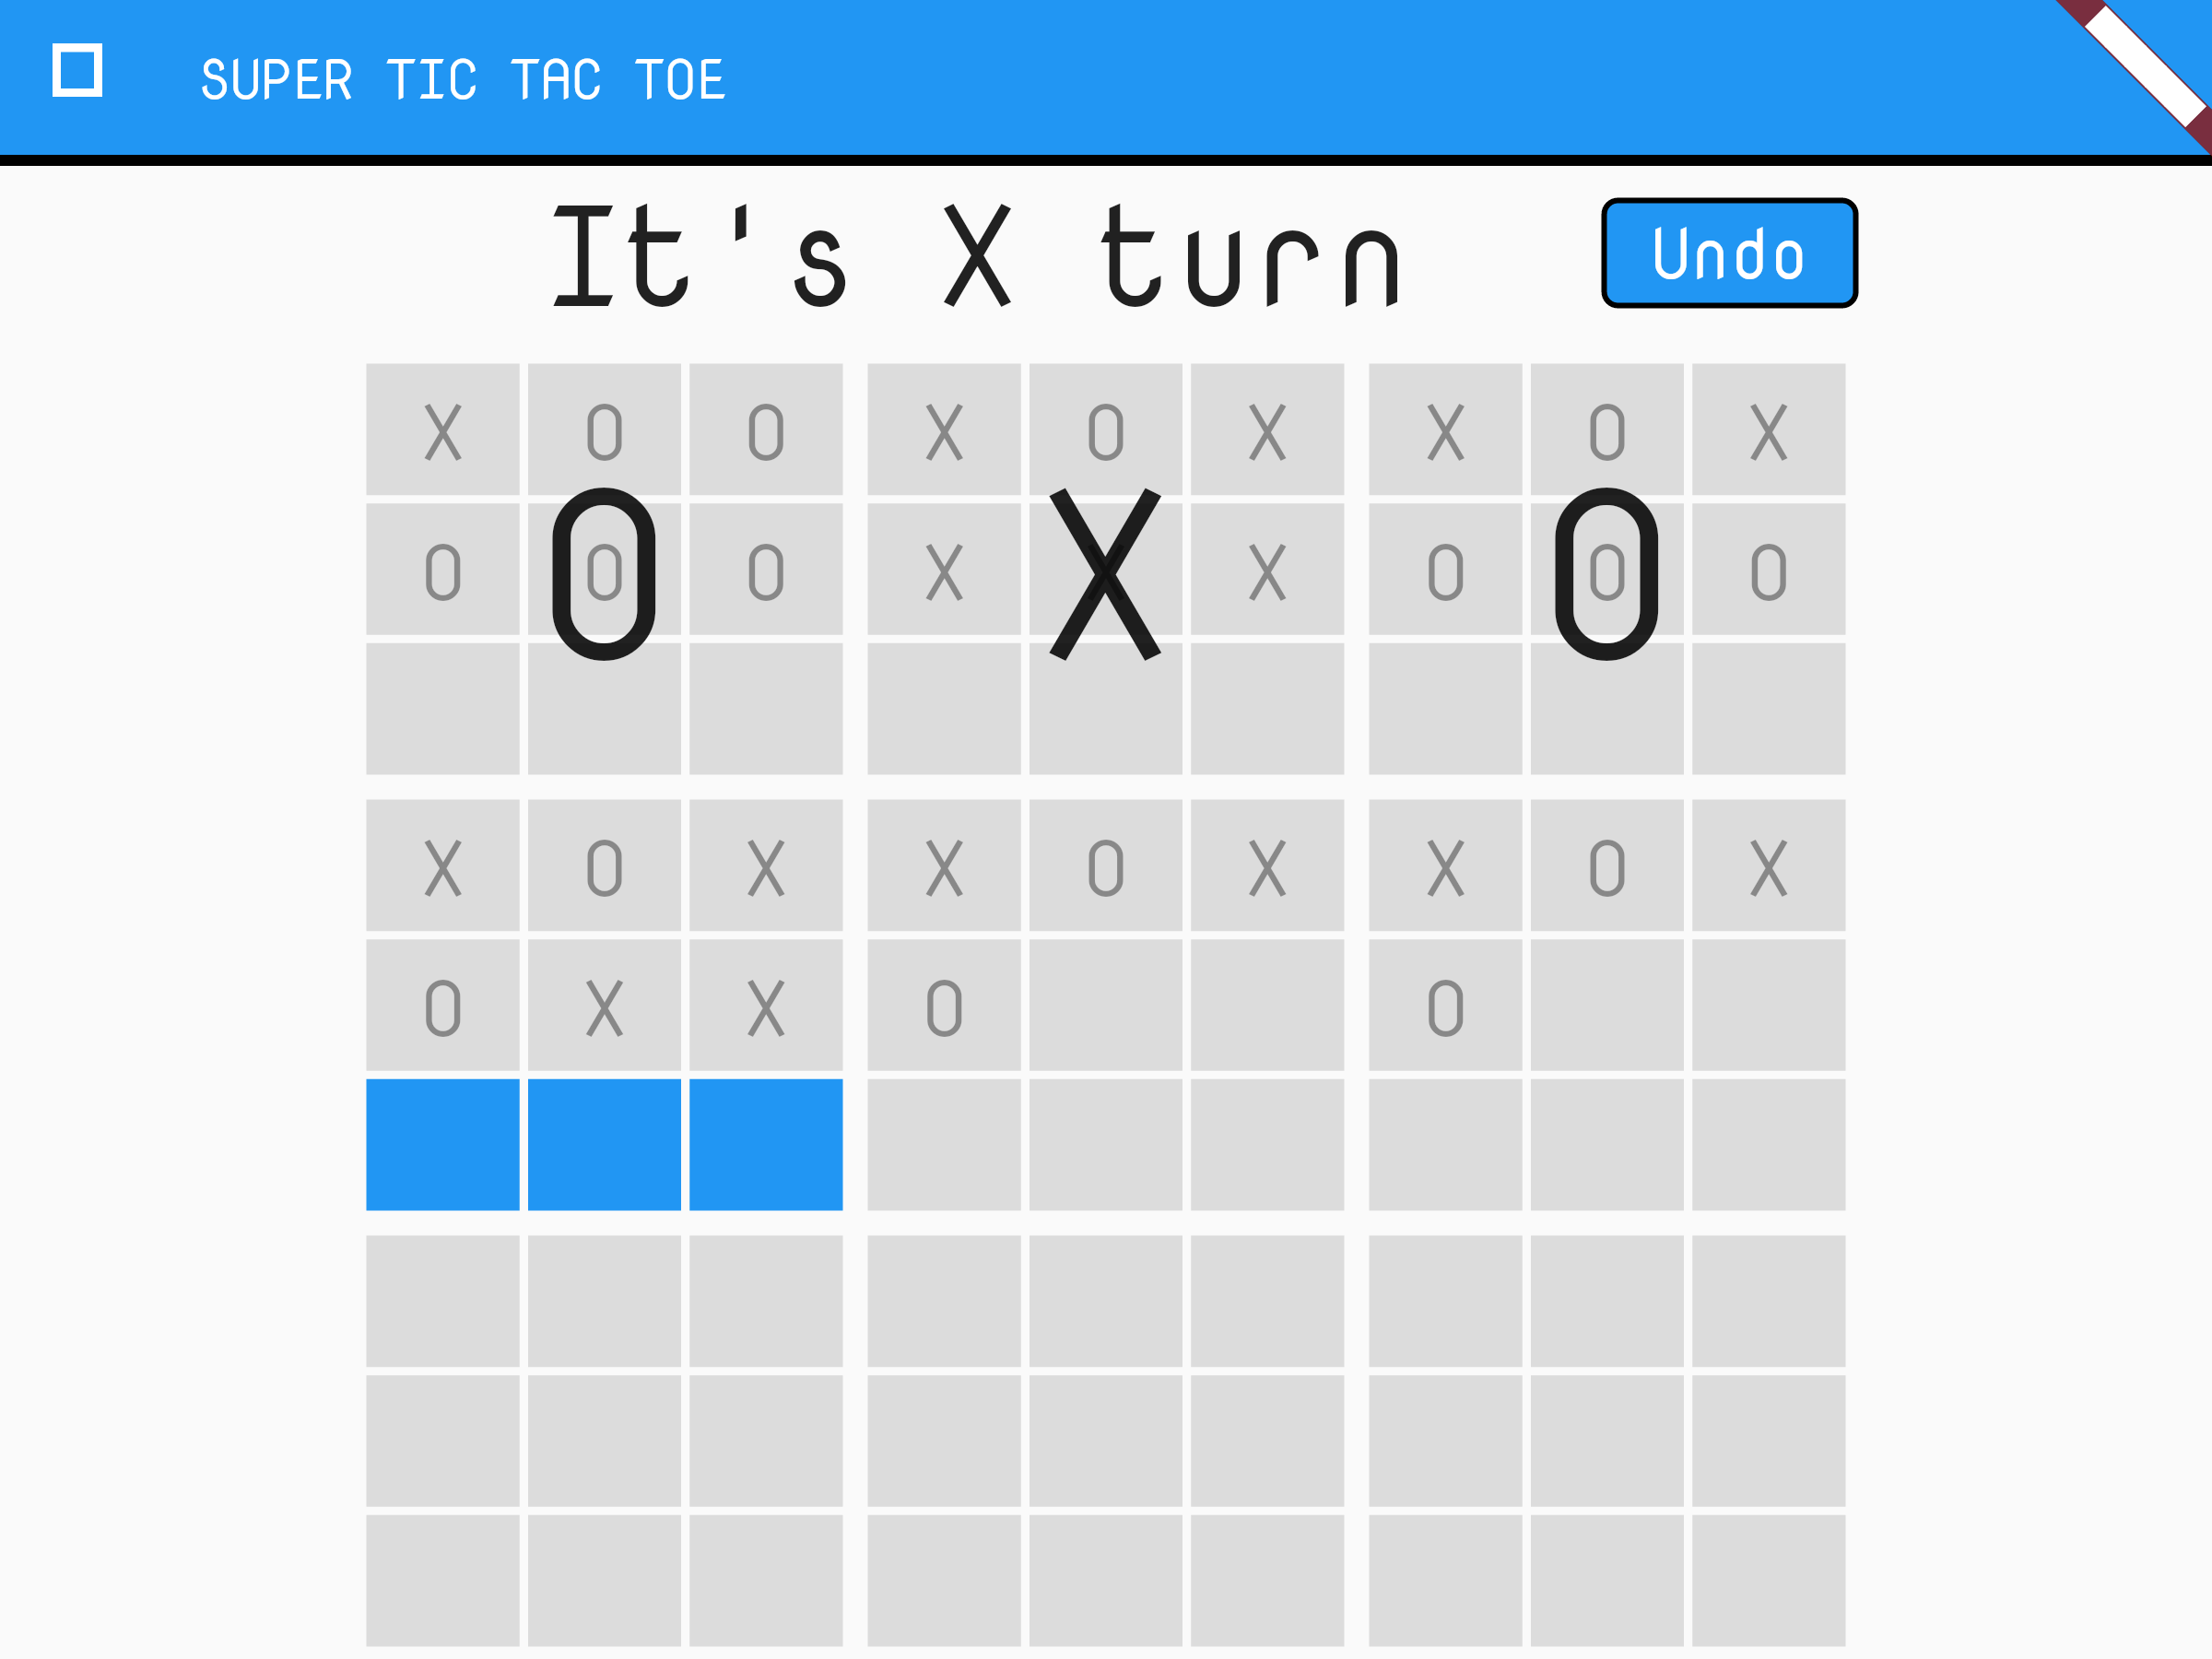 SUPER TIC TAC TOE
It's X turn
Undo
X O O X O X X O X
O X O
O O O X X X O O O
X O X X O X X O X
O X X O O